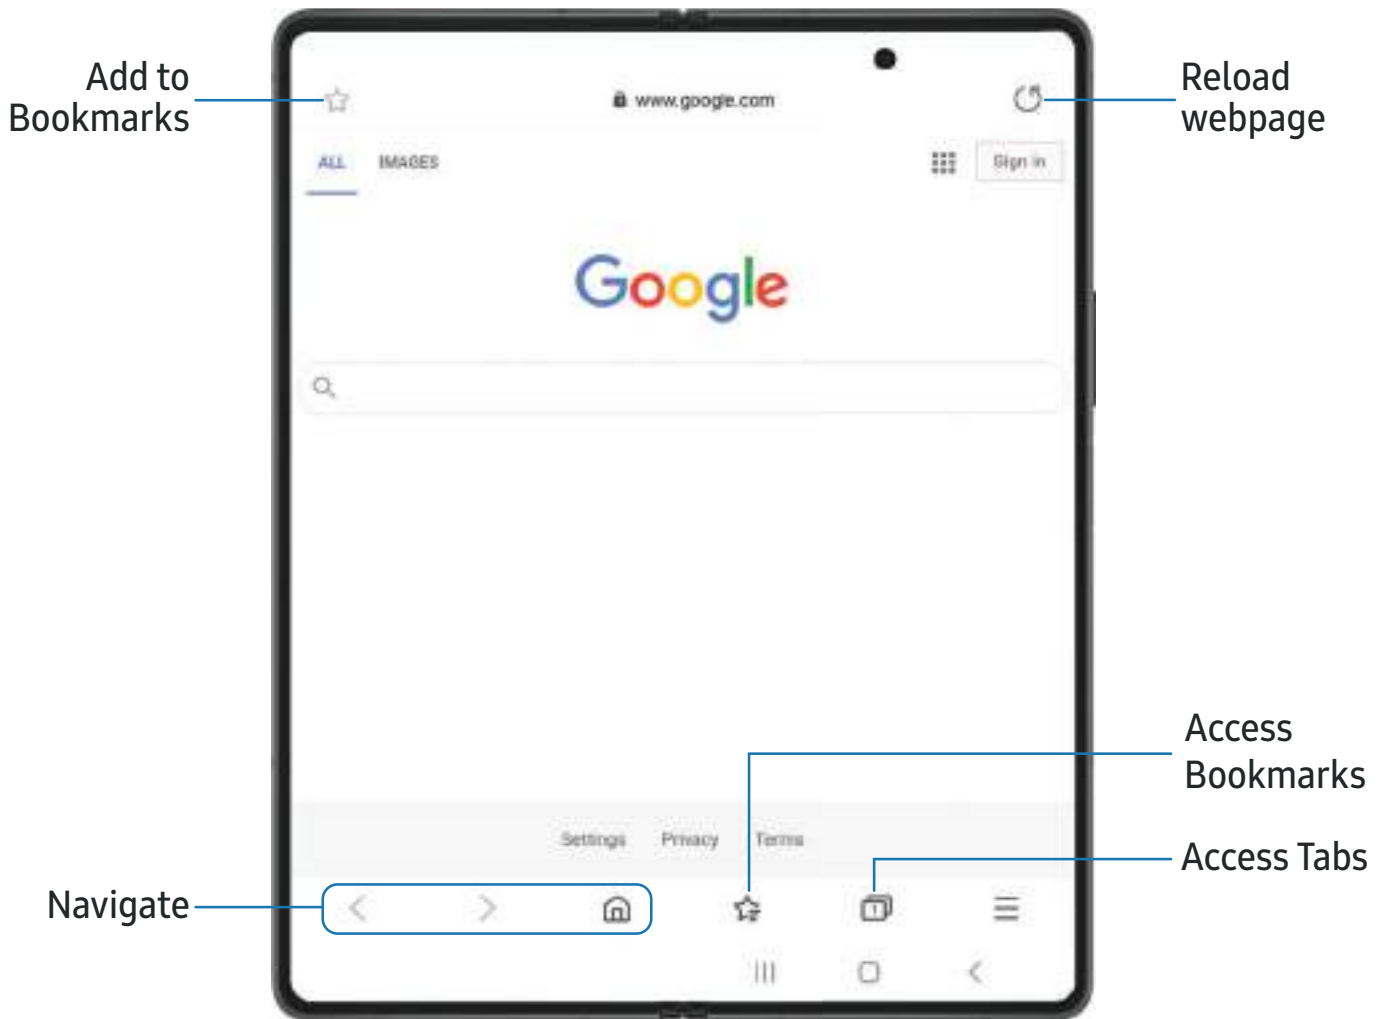 Add to
Bookmarks
www.google.com
Reload
webpage
ALL IMAGES
Sign in
Google
Access
Bookmarks
Settings Privacy Terms
Access Tabs
Navigate
1